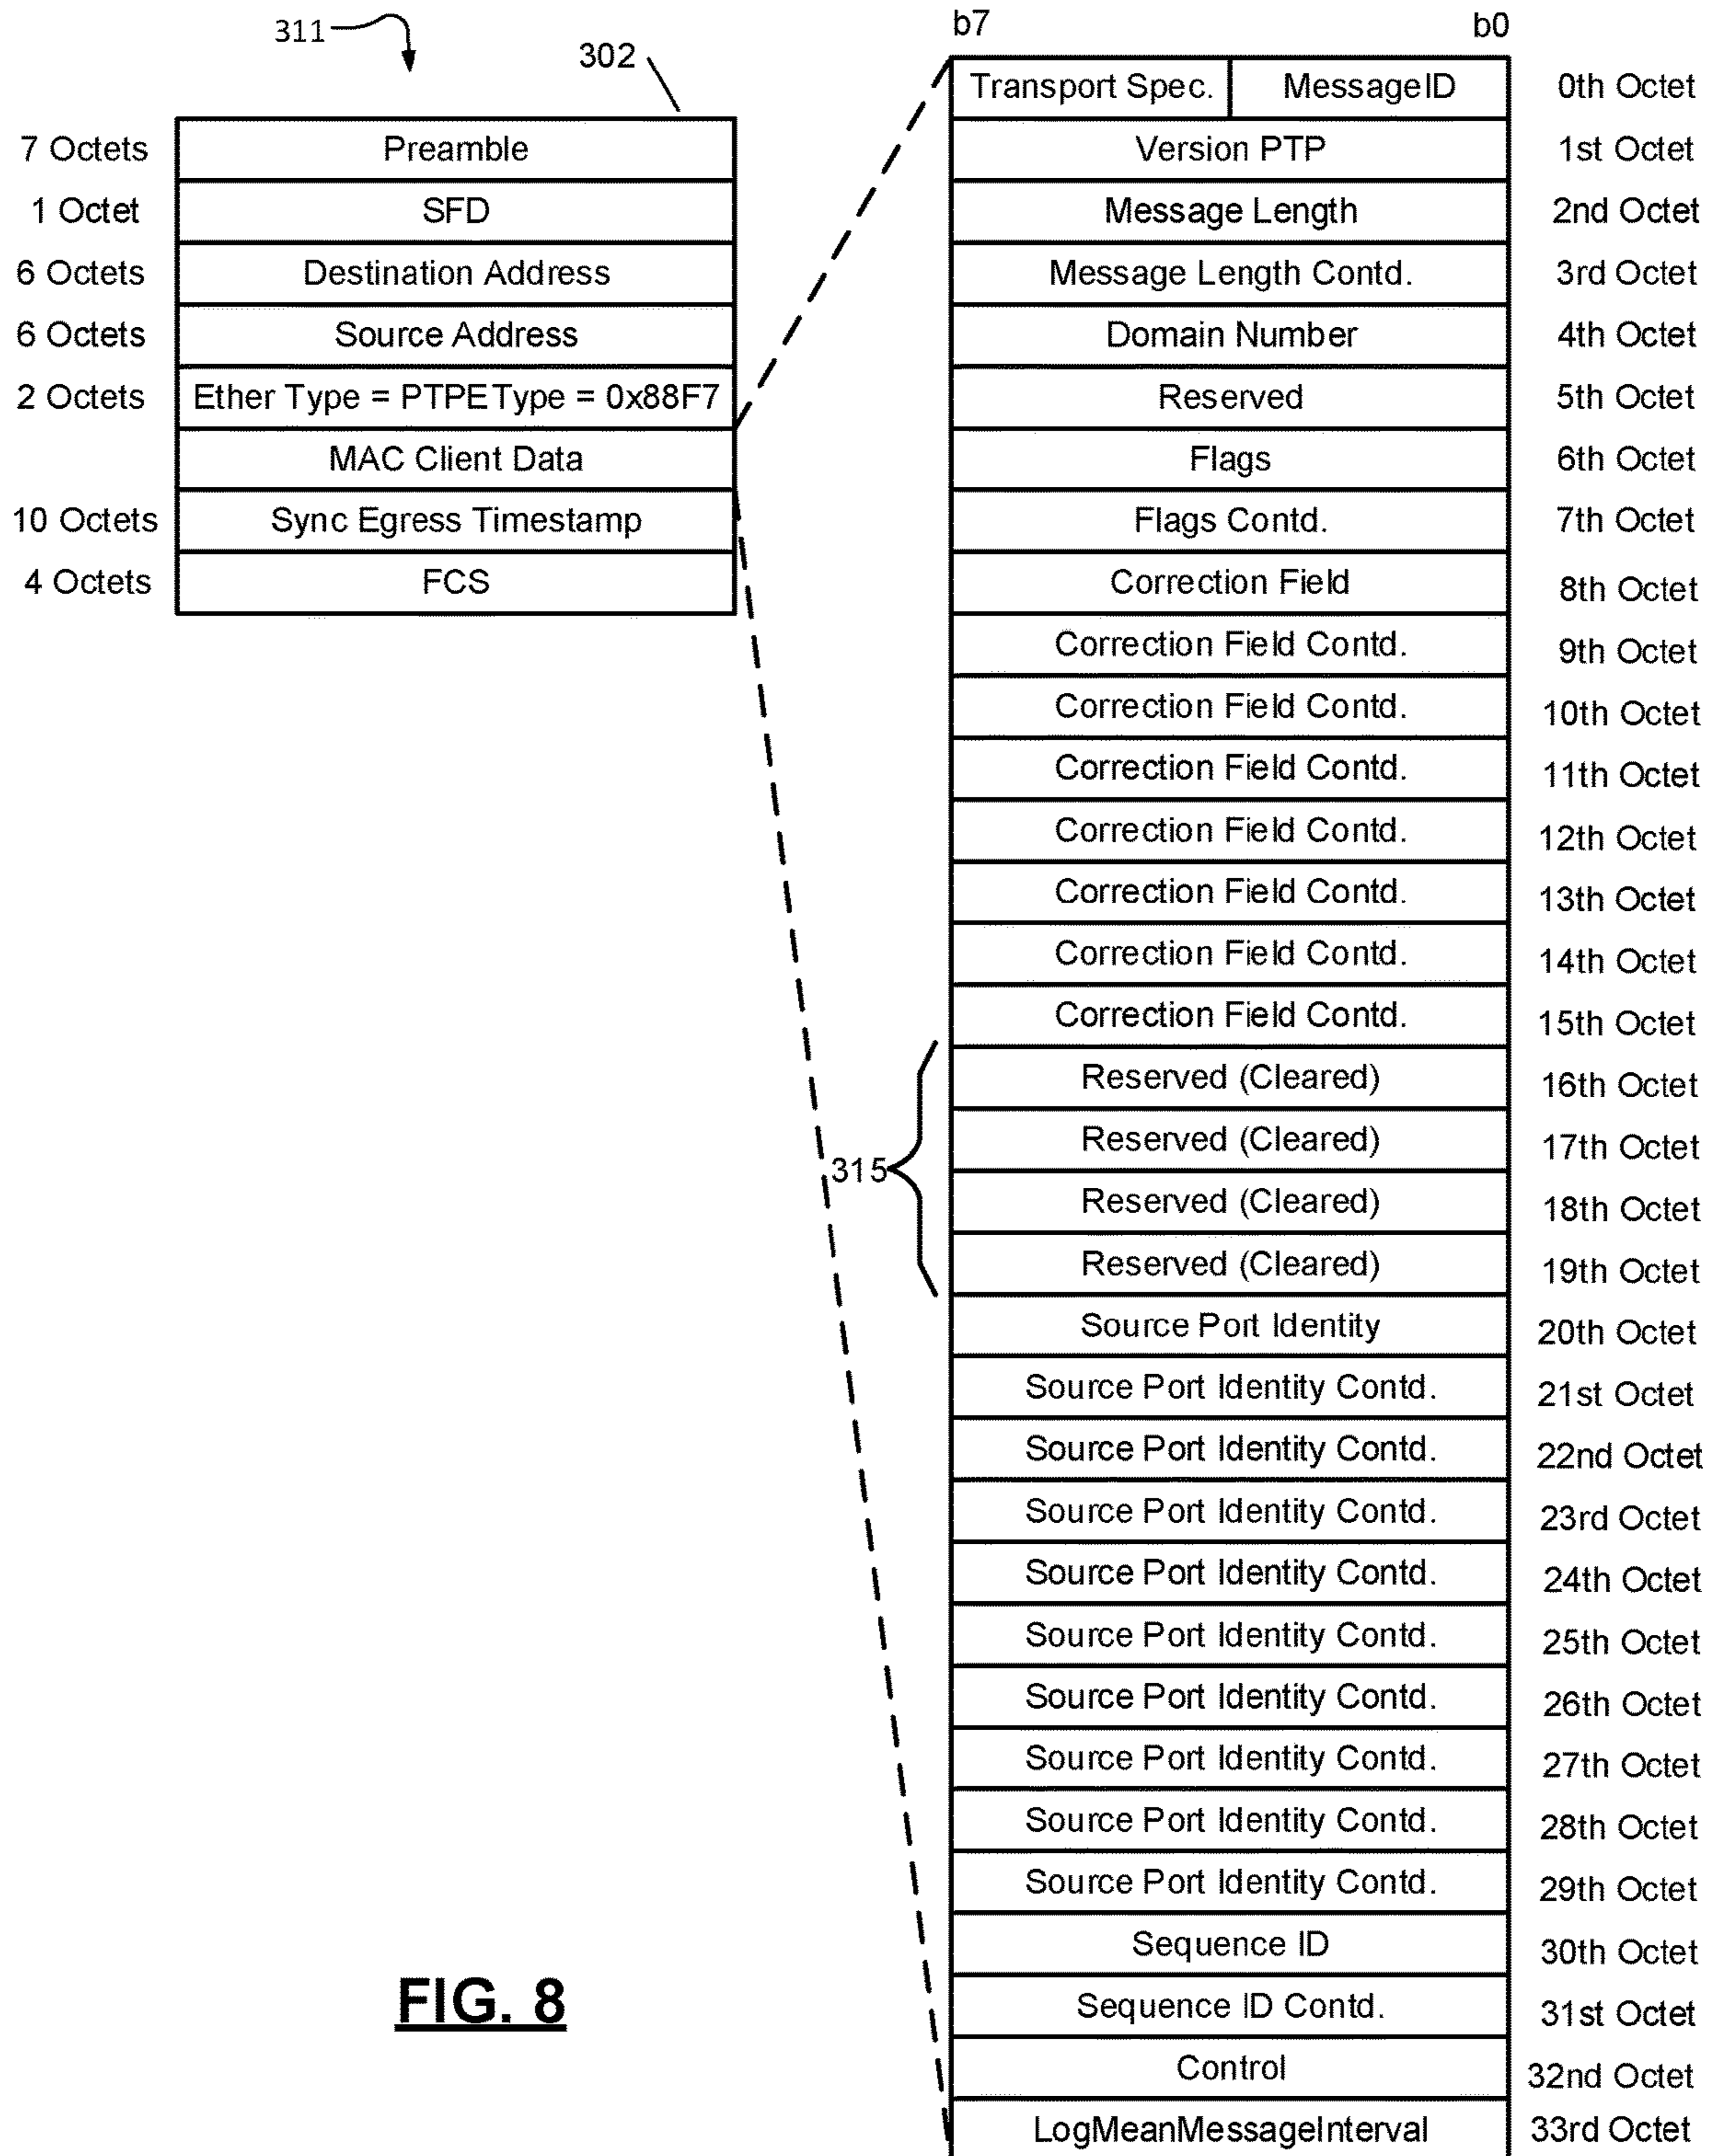 311
302
7 Octets Preamble
1 Octet SFD
6 Octets Destination Address
6 Octets Source Address
2 Octets Ether Type = PTPEType = 0x88F7
MAC Client Data
10 Octets Sync Egress Timestamp
4 Octets FCS
b7 b0
Transport Spec. MessageID 0th Octet
Version PTP 1st Octet
Message Length 2nd Octet
Message Length Contd. 3rd Octet
Domain Number 4th Octet
Reserved 5th Octet
Flags 6th Octet
Flags Contd. 7th Octet
Correction Field 8th Octet
Correction Field Contd. 9th Octet
Correction Field Contd. 10th Octet
Correction Field Contd. 11th Octet
Correction Field Contd. 12th Octet
Correction Field Contd. 13th Octet
Correction Field Contd. 14th Octet
Correction Field Contd. 15th Octet
Reserved (Cleared) 16th Octet
Reserved (Cleared) 17th Octet
315
Reserved (Cleared) 18th Octet
Reserved (Cleared) 19th Octet
Source Port Identity 20th Octet
Source Port Identity Contd. 21st Octet
Source Port Identity Contd. 22nd Octet
Source Port Identity Contd. 23rd Octet
Source Port Identity Contd. 24th Octet
Source Port Identity Contd. 25th Octet
Source Port Identity Contd. 26th Octet
Source Port Identity Contd. 27th Octet
Source Port Identity Contd. 28th Octet
Source Port Identity Contd. 29th Octet
Sequence ID 30th Octet
Sequence ID Contd. 31st Octet
Control 32nd Octet
LogMeanMessageInterval 33rd Octet
FIG. 8